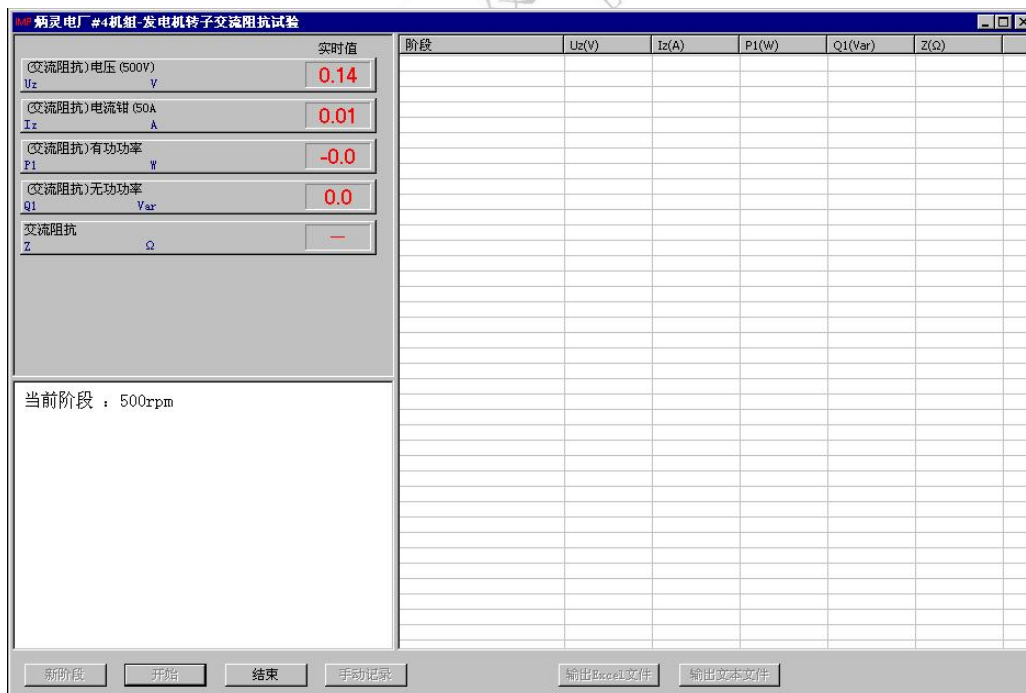 IMP 炳灵电厂#4机组-发电机转子交流阻抗试验
实时值
(交流阻抗)电压(500V)
Uz V
0.14
(交流阻抗)电流钳(50A
Iz A
0.01
(交流阻抗)有功功率
P1 W
-0.0
(交流阻抗)无功功率
Q1 Var
0.0
交流阻抗
Z Ω
—
阶段 Uz(V) Iz(A) P1(W) Q1(Var) Z(Ω)
当前阶段 : 500rpm
新阶段 开始 结束 手动记录 输出Excel文件 输出文本文件